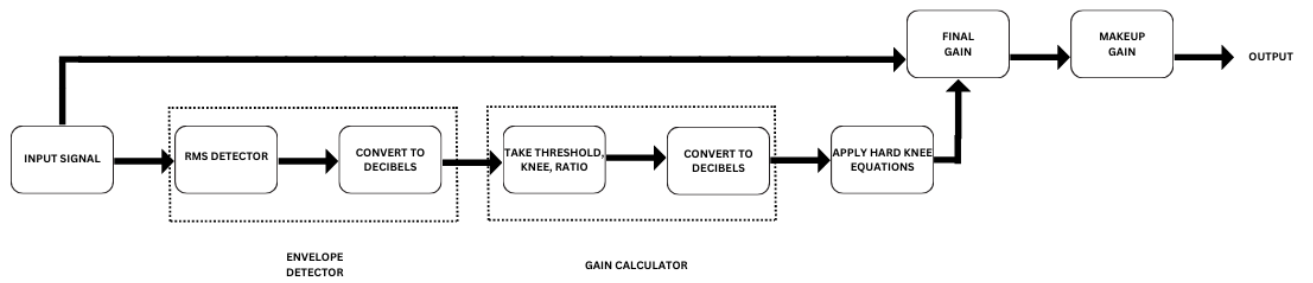 FINAL
GAIN
MAKEUP
GAIN
OUTPUT
INPUT SIGNAL
RMS DETECTOR
CONVERT TO
DECIBELS
TAKE THRESHOLD,
KNEE, RATIO
CONVERT TO
DECIBELS
APPLY HARD KNEE
EQUATIONS
ENVELOPE
DETECTOR
GAIN CALCULATOR